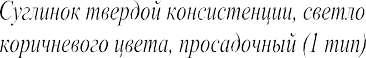 Суглинок твердой консистенции, светло
коричневого цвета, просадочный (1 тип)